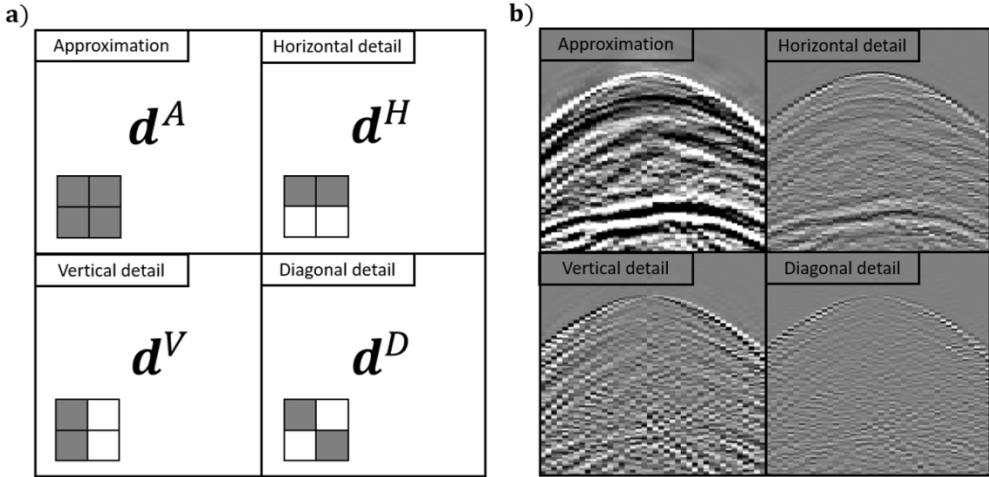 a)
Approximation
Horizontal detail
d^A
d^H
Vertical detail
Diagonal detail
d^V
d^D
b)
Approximation
Horizontal detail
Vertical detail
Diagonal detail